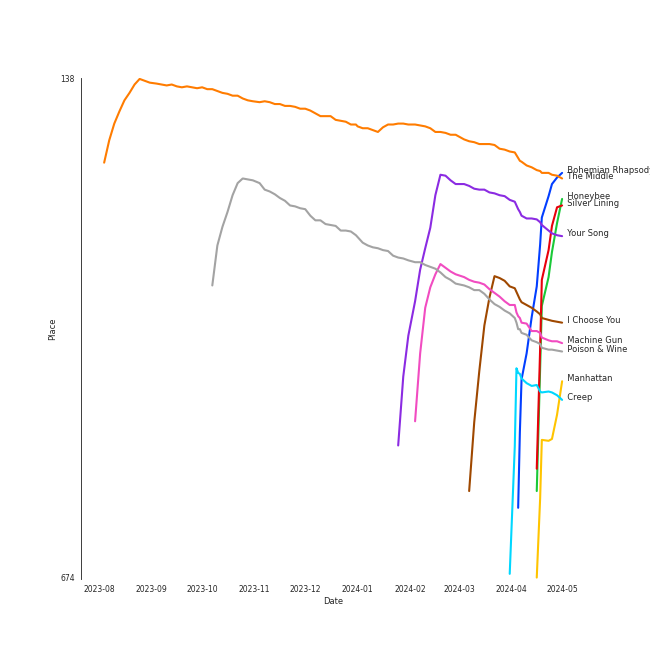 138
Bohemian Rhapsody
The Middle
Honeybee
Silver Lining
Your Song
Place
I Choose You
Machine Gun
Poison & Wine
Manhattan
Creep
674
2023-08 2023-09 2023-10 2023-11 2023-12 2024-01 2024-02 2024-03 2024-04 2024-05
Date